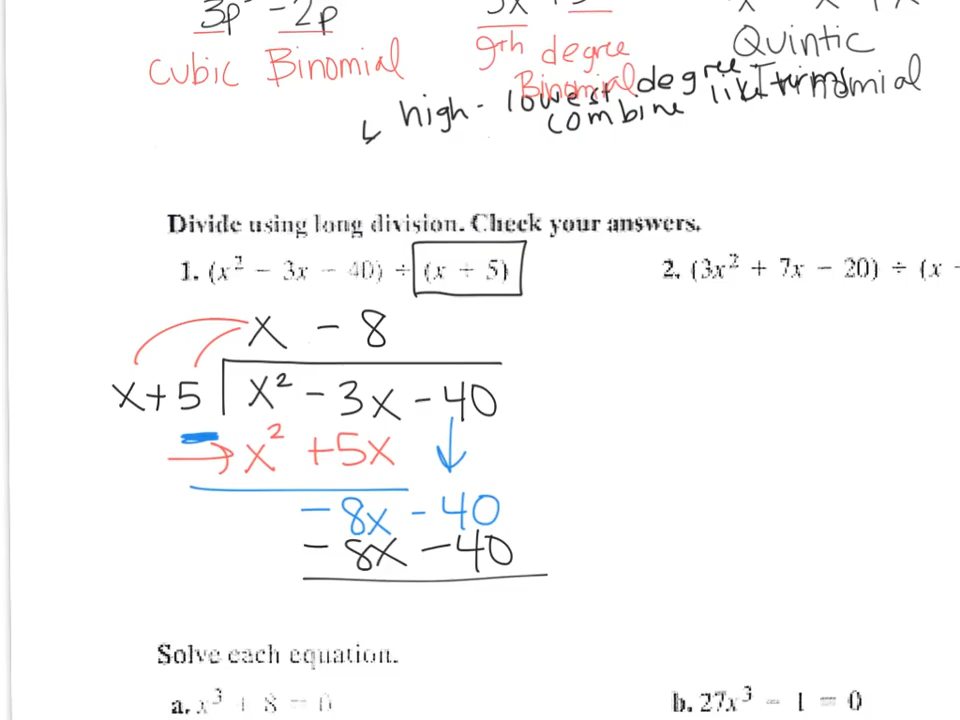 3p - 2p
Cubic Binomial
9th degree
Binomial
Quintic
Trinomial
↳ high - lowest degree
combine like terms
Divide using long division. Check your answers.
1. (x² − 3x − 40) ÷ (x + 5)
2. (3x² + 7x − 20) ÷ (x
x - 8
x+5 x² - 3x - 40
→ x² +5x
- 8x - 40
- 8x - 40
Solve each equation.
a. x³ + 8 = 0
b. 27x³ − 1 = 0